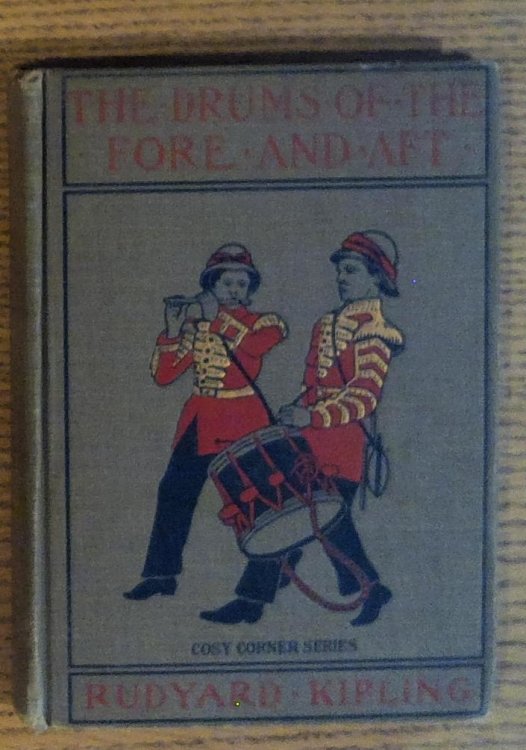 THE·DRUMS·OF·THE
FORE·AND·AFT·
COSY CORNER SERIES
RUDYARD·KIPLING